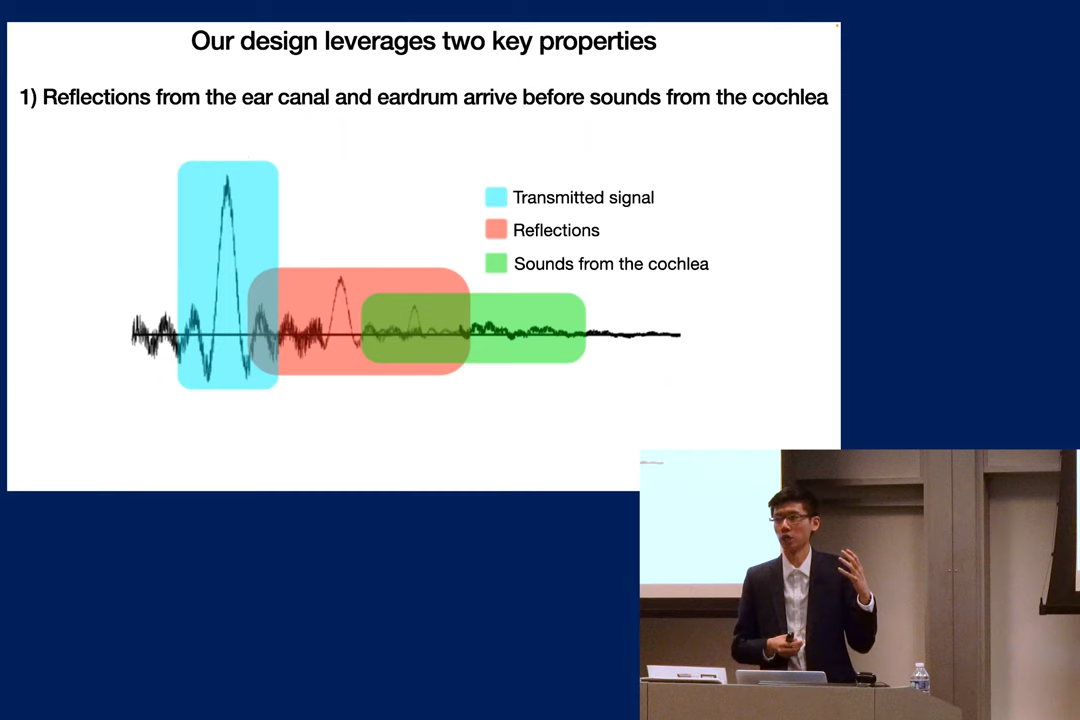 Our design leverages two key properties
1) Reflections from the ear canal and eardrum arrive before sounds from the cochlea
Transmitted signal
Reflections
Sounds from the cochlea